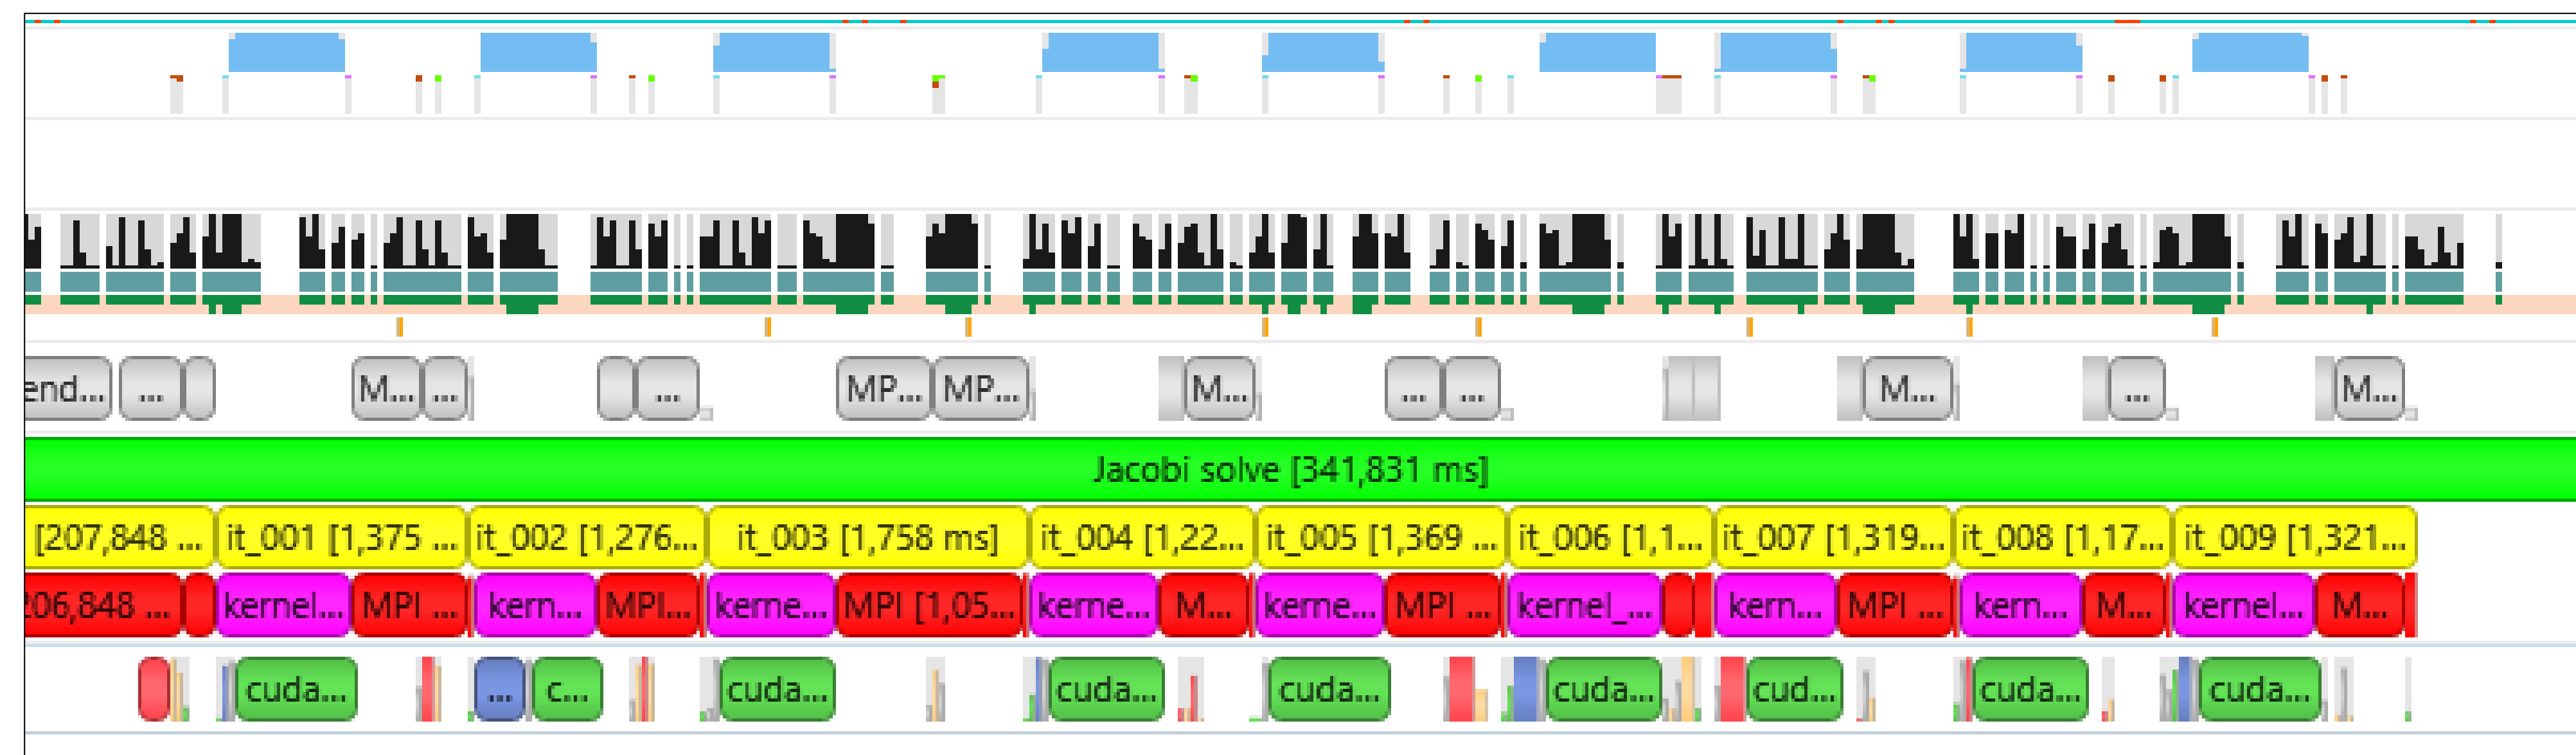 end... ... M... ... ... MP... MP... M... ... ... M... ... M...
Jacobi solve [341,831 ms]
[207,848 ... it_001 [1,375 ... it_002 [1,276... it_003 [1,758 ms] it_004 [1,22... it_005 [1,369 ... it_006 [1,1... it_007 [1,319... it_008 [1,17... it_009 [1,321...
206,848 ... kernel... MPI ... kern... MPI... kerne... MPI [1,05... kerne... M... kerne... MPI ... kernel_... kern... MPI ... kern... M... kernel... M...
cuda... ... c... cuda... cuda... cuda... cuda... cud... cuda... cuda...